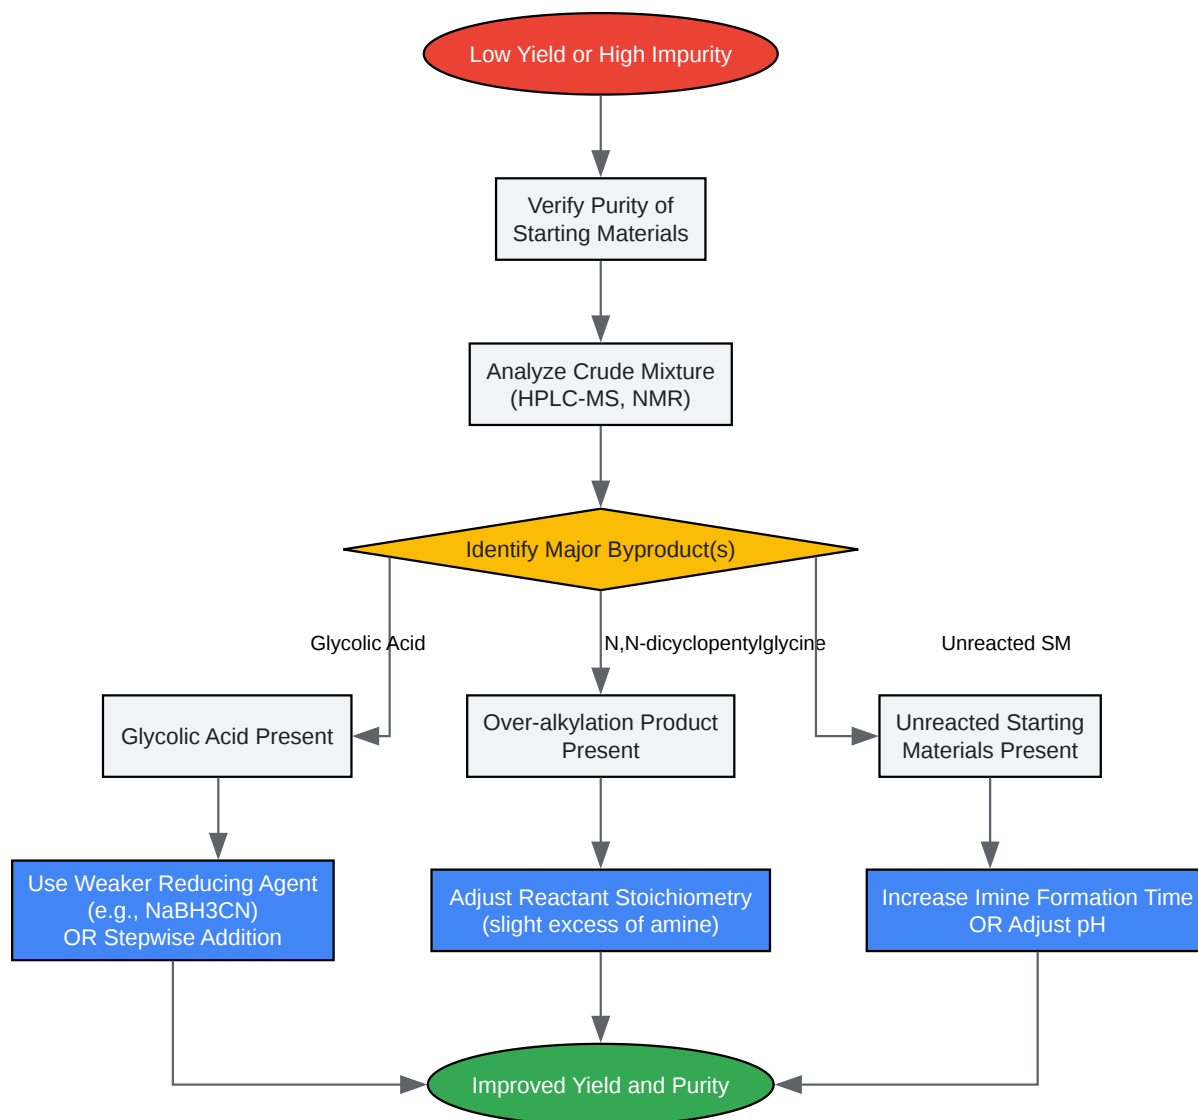 Low Yield or High Impurity
Verify Purity of
Starting Materials
Analyze Crude Mixture
(HPLC-MS, NMR)
Identify Major Byproduct(s)
Glycolic Acid
N,N-dicyclopentylglycine
Unreacted SM
Glycolic Acid Present
Over-alkylation Product
Present
Unreacted Starting
Materials Present
Use Weaker Reducing Agent
(e.g., NaBH3CN)
OR Stepwise Addition
Adjust Reactant Stoichiometry
(slight excess of amine)
Increase Imine Formation Time
OR Adjust pH
Improved Yield and Purity